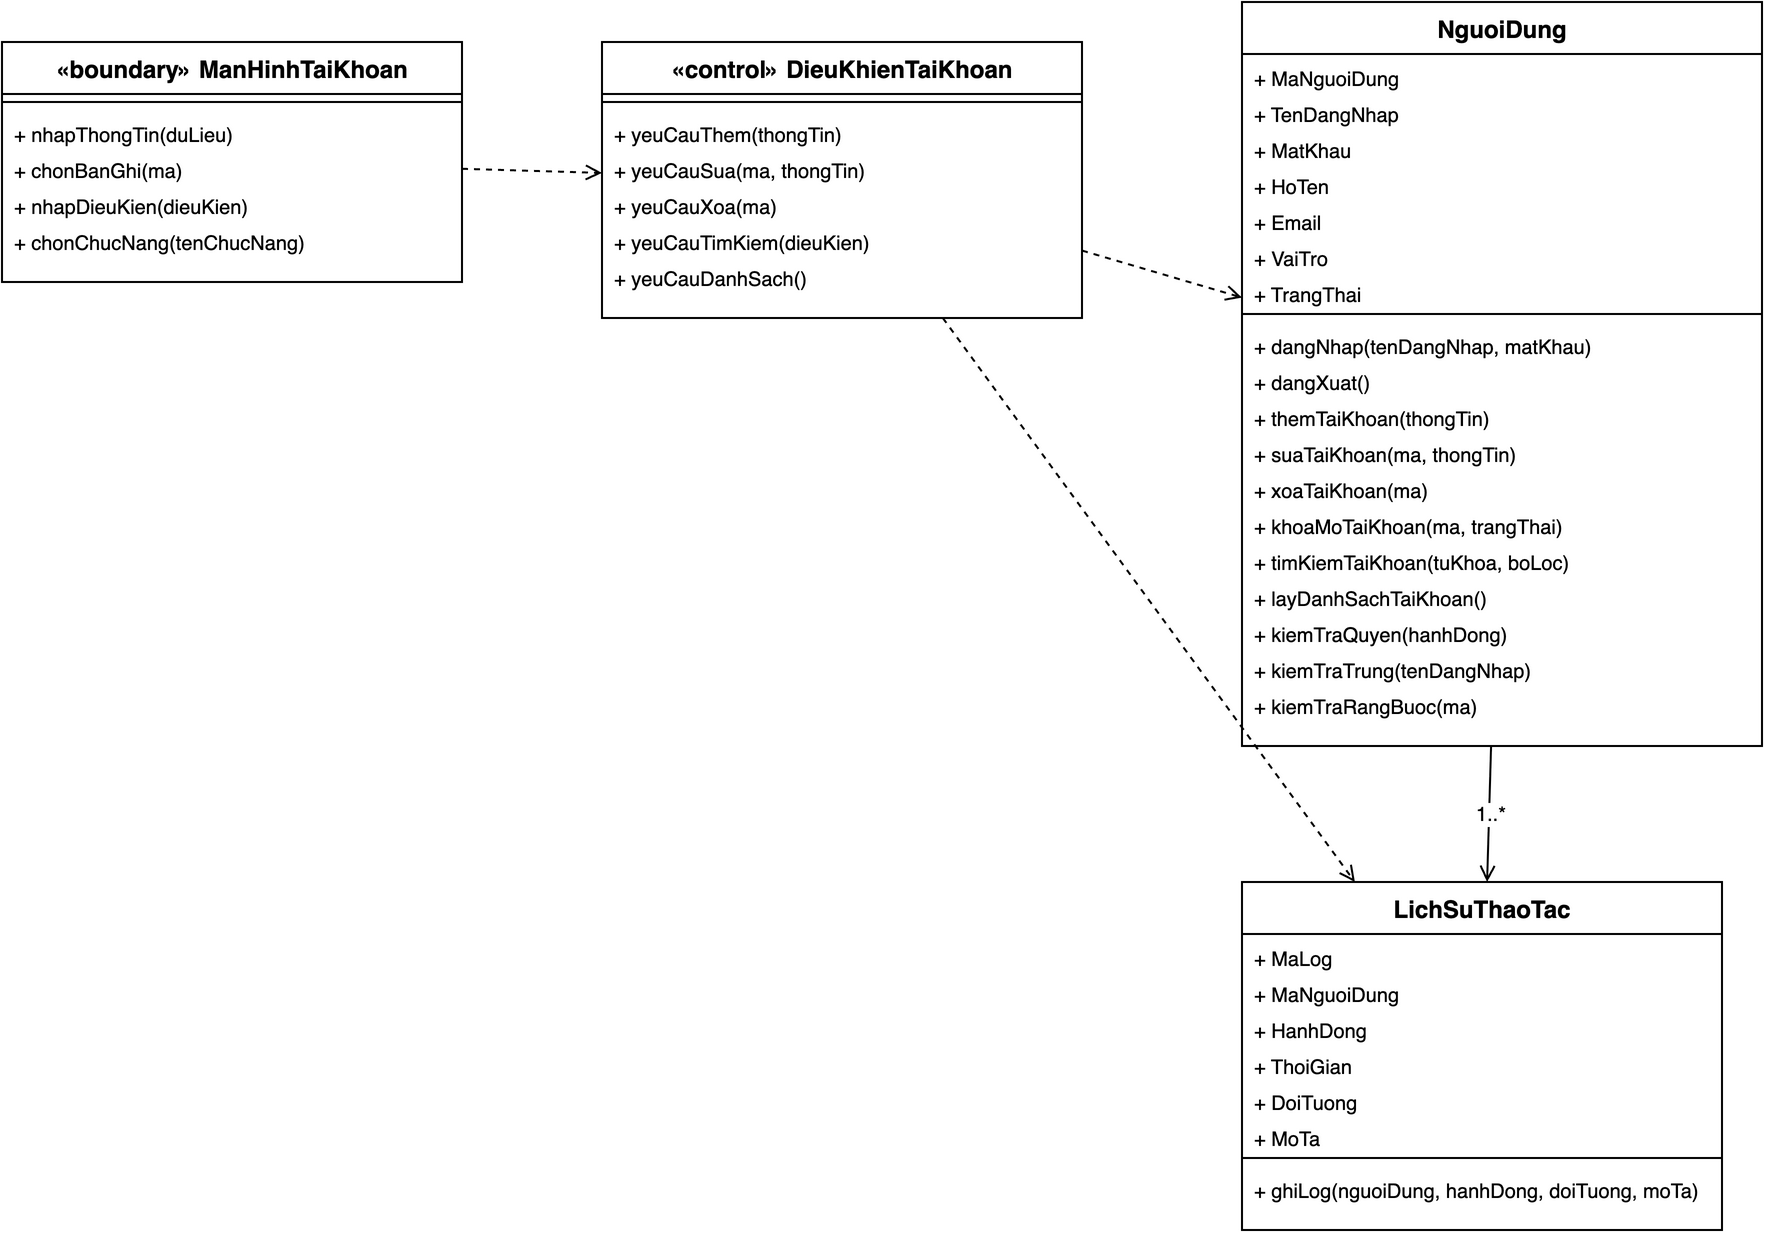 «boundary» ManHinhTaiKhoan
+ nhapThongTin(duLieu)
+ chonBanGhi(ma)
+ nhapDieuKien(dieuKien)
+ chonChucNang(tenChucNang)
«control» DieuKhienTaiKhoan
+ yeuCauThem(thongTin)
+ yeuCauSua(ma, thongTin)
+ yeuCauXoa(ma)
+ yeuCauTimKiem(dieuKien)
+ yeuCauDanhSach()
NguoiDung
+ MaNguoiDung
+ TenDangNhap
+ MatKhau
+ HoTen
+ Email
+ VaiTro
+ TrangThai
+ dangNhap(tenDangNhap, matKhau)
+ dangXuat()
+ themTaiKhoan(thongTin)
+ suaTaiKhoan(ma, thongTin)
+ xoaTaiKhoan(ma)
+ khoaMoTaiKhoan(ma, trangThai)
+ timKiemTaiKhoan(tuKhoa, boLoc)
+ layDanhSachTaiKhoan()
+ kiemTraQuyen(hanhDong)
+ kiemTraTrung(tenDangNhap)
+ kiemTraRangBuoc(ma)
1..*
LichSuThaoTac
+ MaLog
+ MaNguoiDung
+ HanhDong
+ ThoiGian
+ DoiTuong
+ MoTa
+ ghiLog(nguoiDung, hanhDong, doiTuong, moTa)